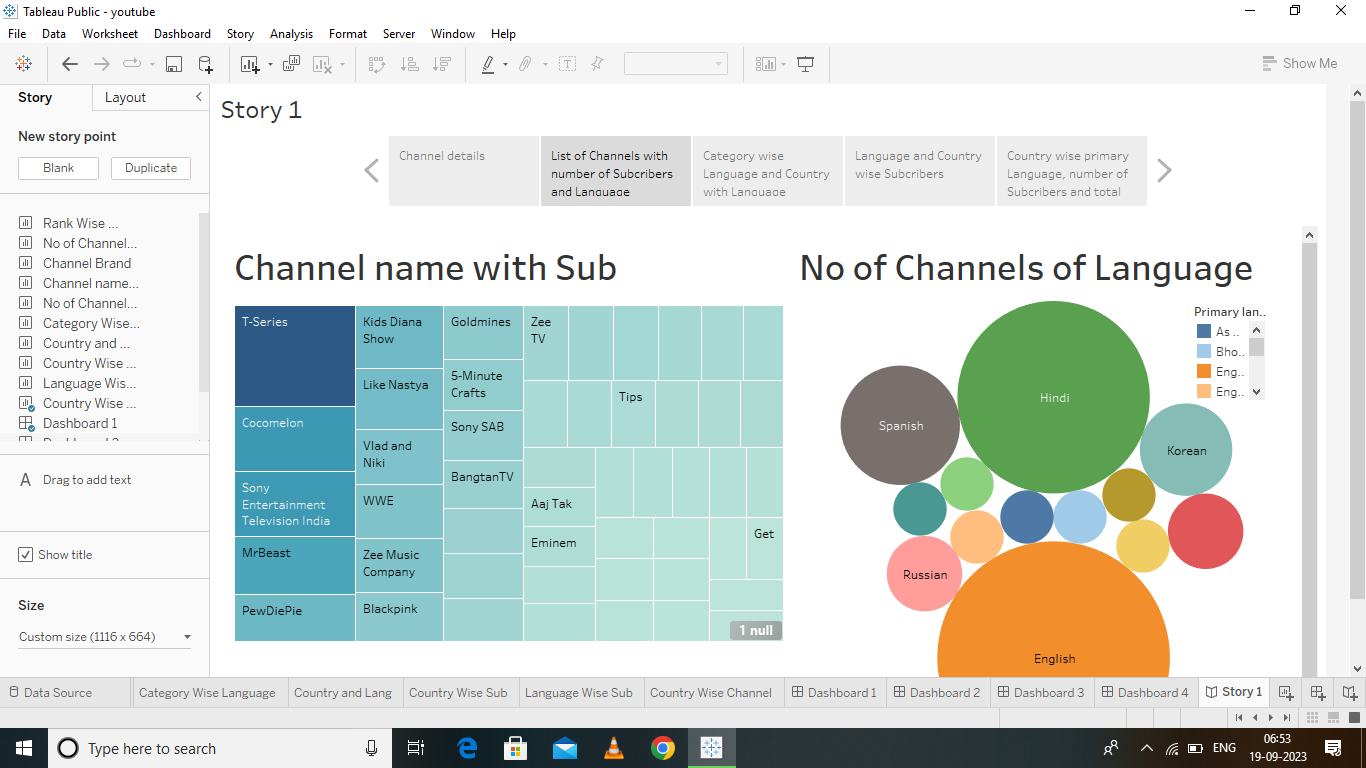 Tableau Public - youtube
File Data Worksheet Dashboard Story Analysis Format Server Window Help
Show Me
Story Layout
New story point
Blank Duplicate
Rank Wise ...
No of Channel...
Channel Brand
Channel name...
No of Channel...
Category Wise...
Country and ...
Country Wise ...
Language Wis...
Country Wise ...
Dashboard 1
A Drag to add text
Show title
Size
Custom size (1116 x 664)
Story 1
Channel details
List of Channels with
number of Subcribers
and Language
Category wise
Language and Country
with Language
Language and Country
wise Subcribers
Country wise primary
Language, number of
Subcribers and total
Channel name with Sub
T-Series
Cocomelon
Sony
Entertainment
Television India
MrBeast
PewDiePie
Kids Diana
Show
Like Nastya
Vlad and
Niki
WWE
Zee Music
Company
Blackpink
Goldmines
5-Minute
Crafts
Sony SAB
BangtanTV
Zee
TV
Tips
Aaj Tak
Eminem
Get
1 null
No of Channels of Language
Primary lan..
As ..
Bho..
Eng..
Eng..
Hindi
Spanish
Korean
Russian
English
Data Source Category Wise Language Country and Lang Country Wise Sub Language Wise Sub Country Wise Channel Dashboard 1 Dashboard 2 Dashboard 3 Dashboard 4 Story 1
Type here to search
ENG
06:53
19-09-2023